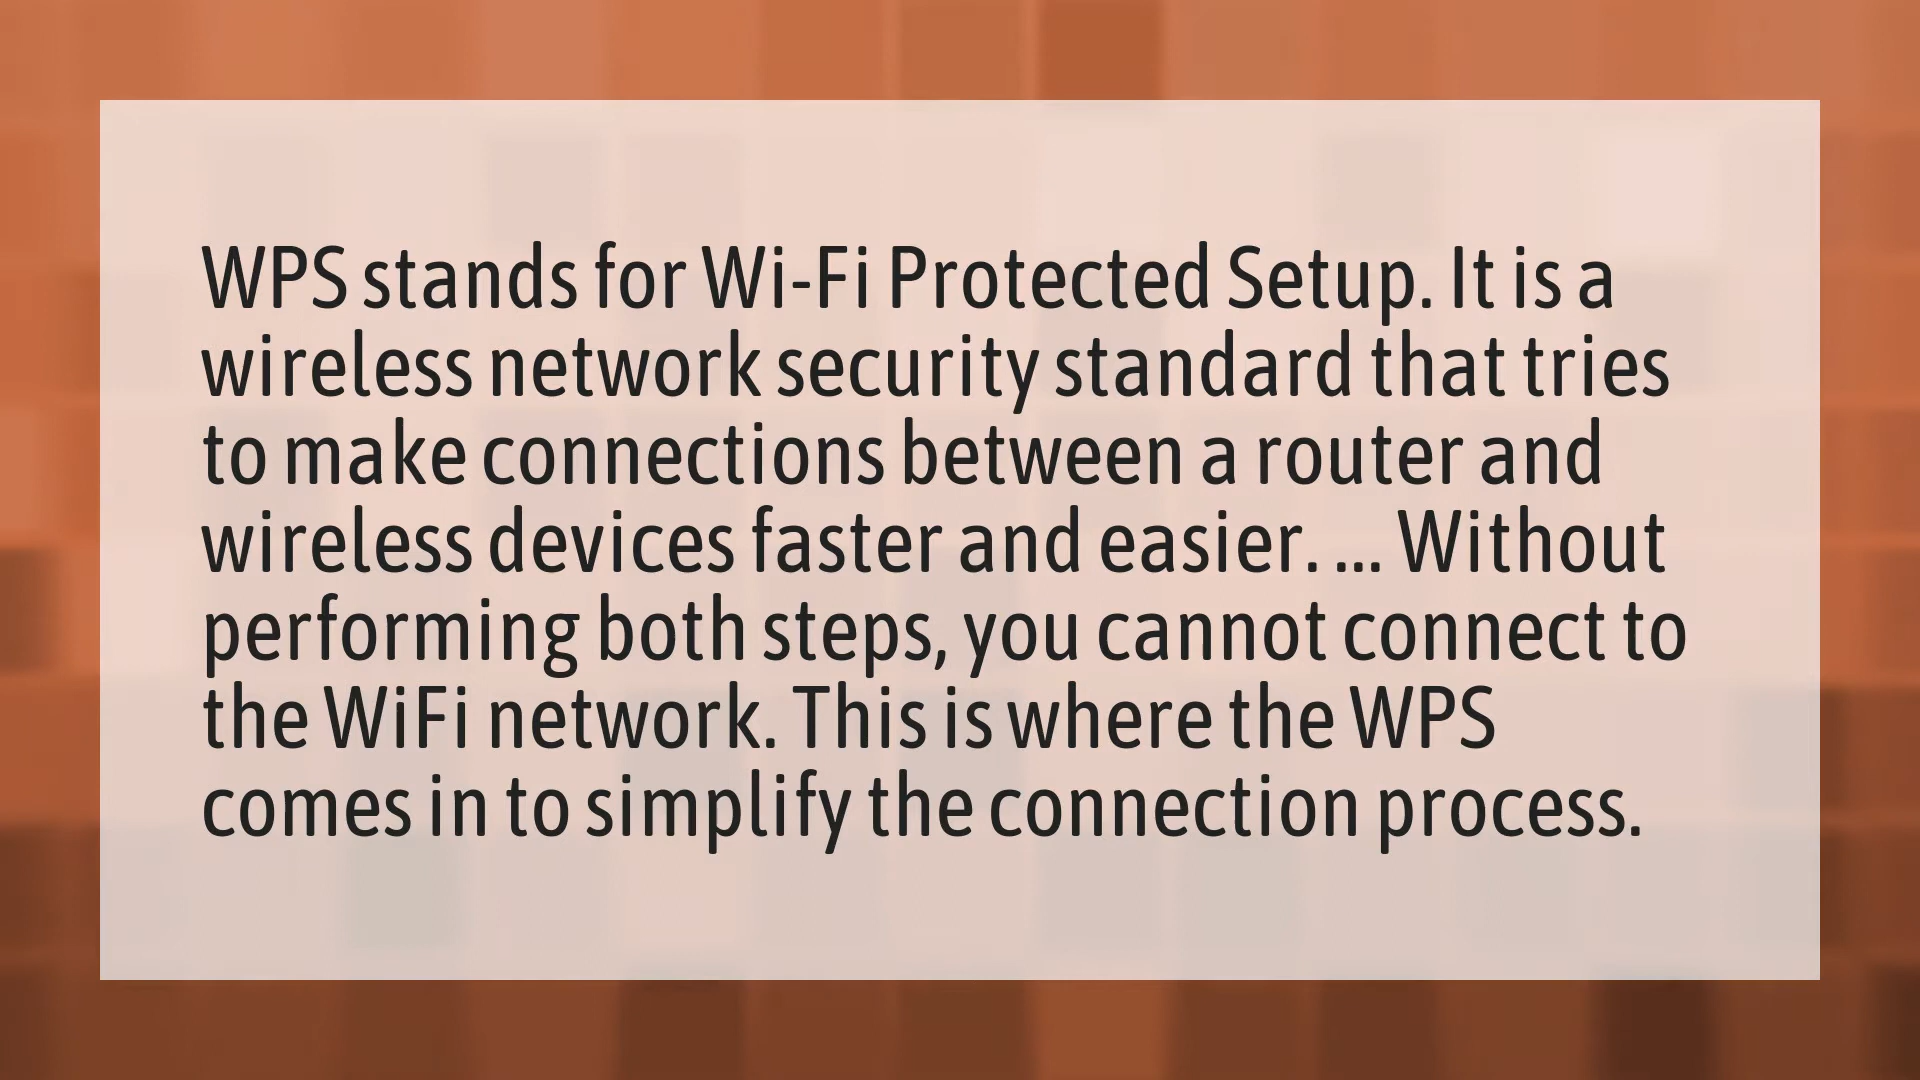 WPS stands for Wi-Fi Protected Setup. It is a
wireless network security standard that tries
to make connections between a router and
wireless devices faster and easier. ... Without
performing both steps, you cannot connect to
the WiFi network. This is where the WPS
comes in to simplify the connection process.